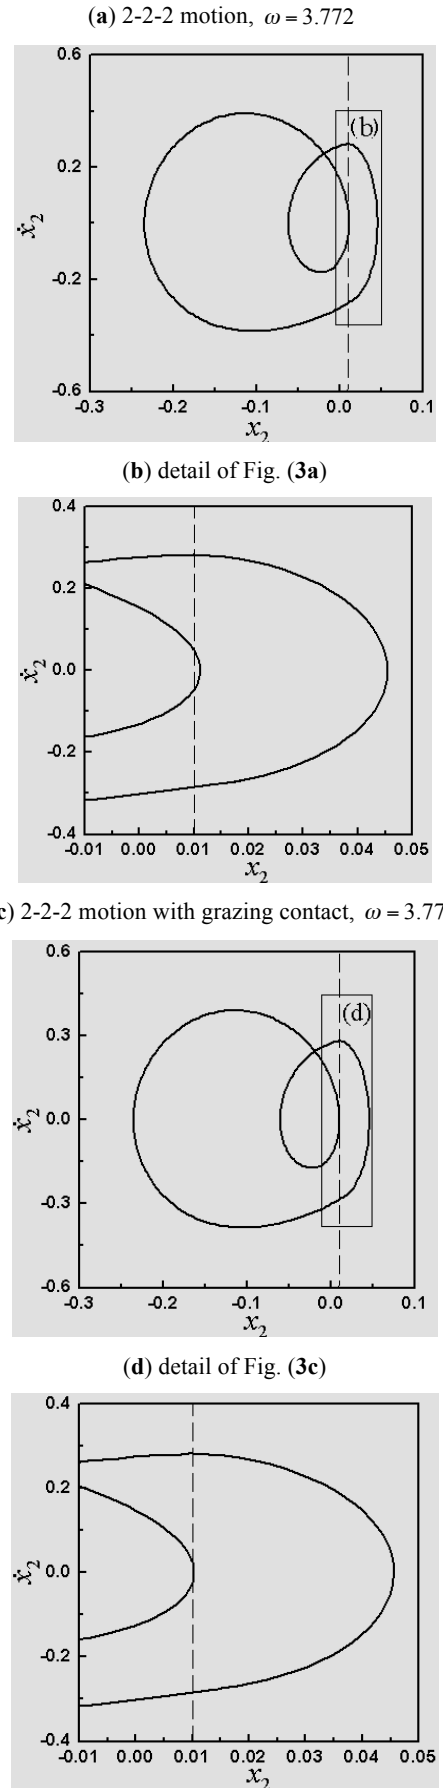 (a) 2-2-2 motion, ω = 3.772
0.6
(b)
0.2
ẋ₂
-0.2
-0.6
-0.3 -0.2 -0.1 0.0 0.1
x₂
(b) detail of Fig. (3a)
0.4
0.2
ẋ₂
0.0
-0.2
-0.4
-0.01 0.00 0.01 0.02 0.03 0.04 0.05
x₂
) 2-2-2 motion with grazing contact, ω = 3.77
0.6
(d)
0.3
ẋ₂
0.0
-0.3
-0.6
-0.3 -0.2 -0.1 0.0 0.1
x₂
(d) detail of Fig. (3c)
0.4
0.2
ẋ₂
0.0
-0.2
-0.4
-0.01 0.00 0.01 0.02 0.03 0.04 0.05
x₂